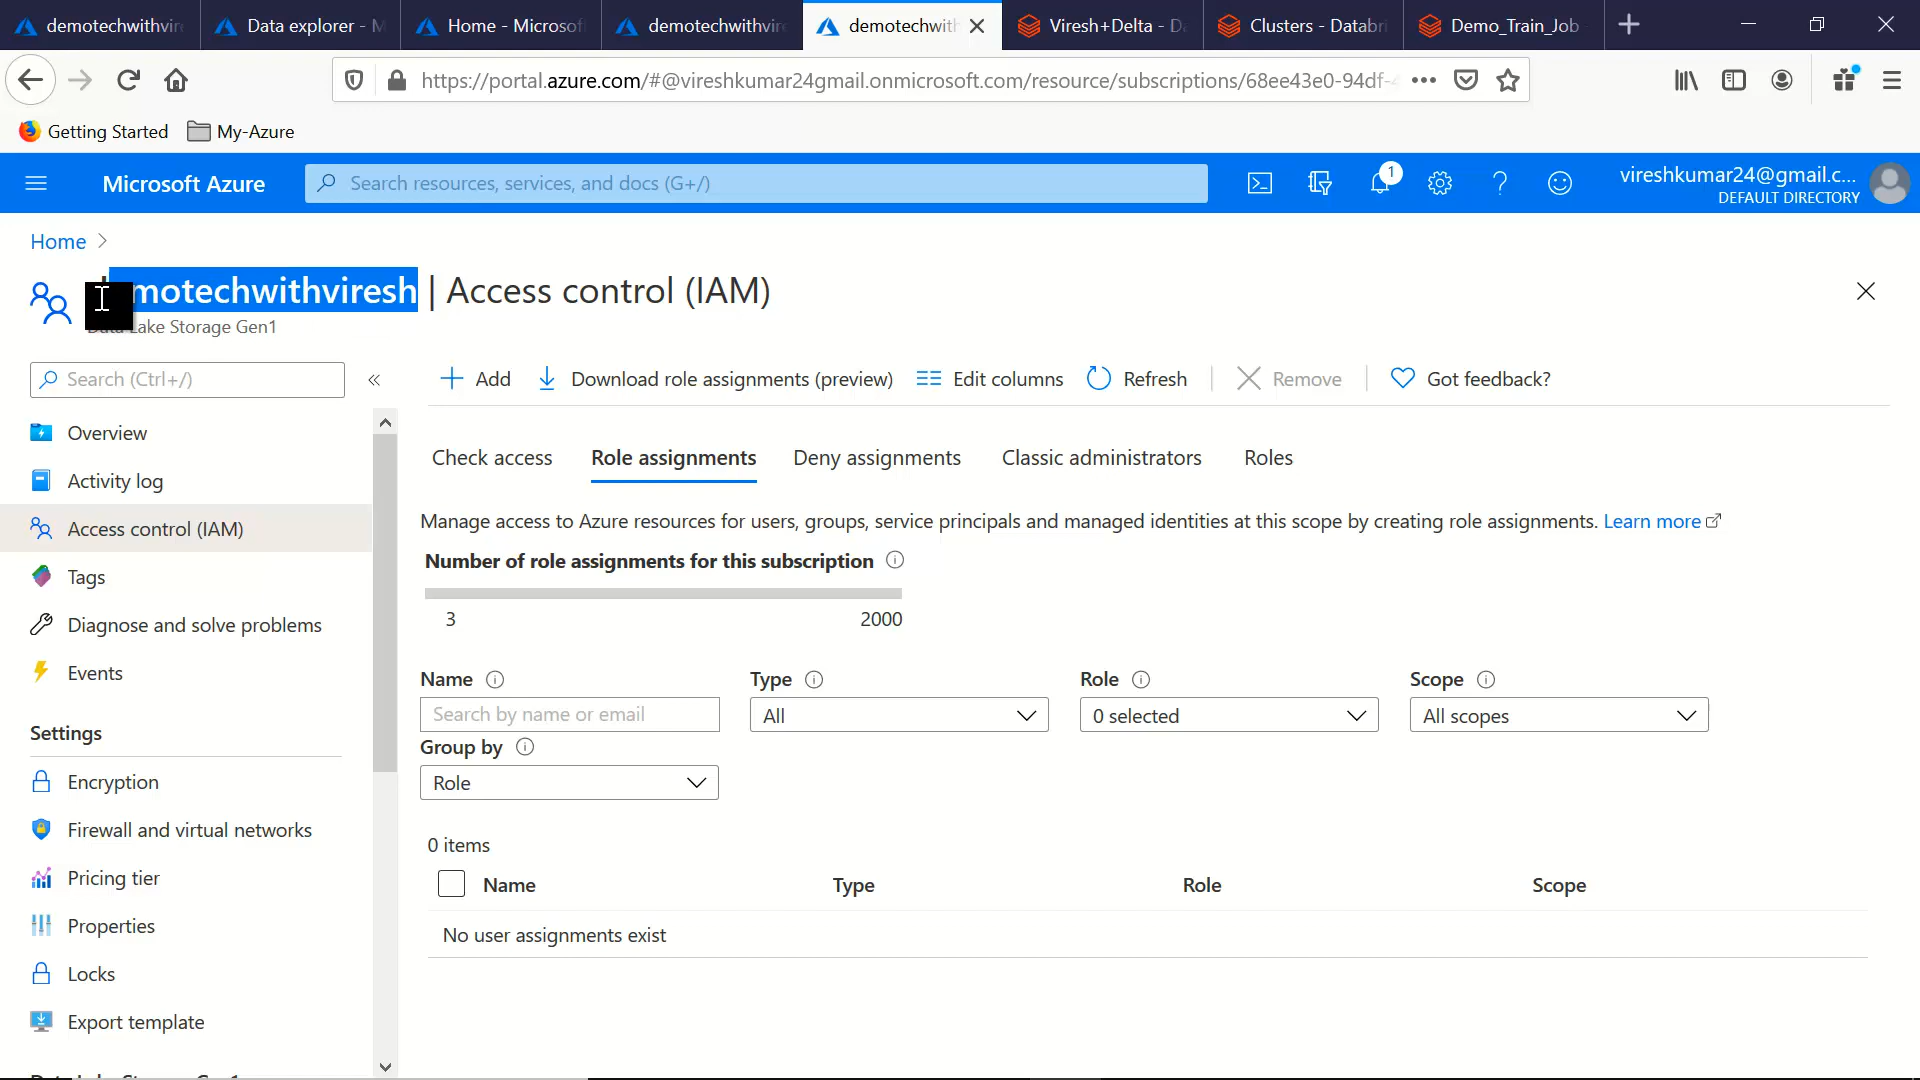 demotechwithvire
Data explorer - M
Home - Microsof
demotechwithvire
demotechwith
Viresh+Delta - Da
Clusters - Databri
Demo_Train_Job
https://portal.azure.com/#@vireshkumar24gmail.onmicrosoft.com/resource/subscriptions/68ee43e0-94df-
Getting Started
My-Azure
Microsoft Azure
Search resources, services, and docs (G+/)
1
vireshkumar24@gmail.c...
DEFAULT DIRECTORY
Home
motechwithviresh | Access control (IAM)
Lake Storage Gen1
Search (Ctrl+/)
«
Add
Download role assignments (preview)
Edit columns
Refresh
Remove
Got feedback?
Overview
Activity log
Access control (IAM)
Tags
Diagnose and solve problems
Events
Settings
Encryption
Firewall and virtual networks
Pricing tier
Properties
Locks
Export template
Check access
Role assignments
Deny assignments
Classic administrators
Roles
Manage access to Azure resources for users, groups, service principals and managed identities at this scope by creating role assignments. Learn more
Number of role assignments for this subscription
3
2000
Name
Type
Role
Scope
Search by name or email
All
0 selected
All scopes
Group by
Role
0 items
Name
Type
Role
Scope
No user assignments exist